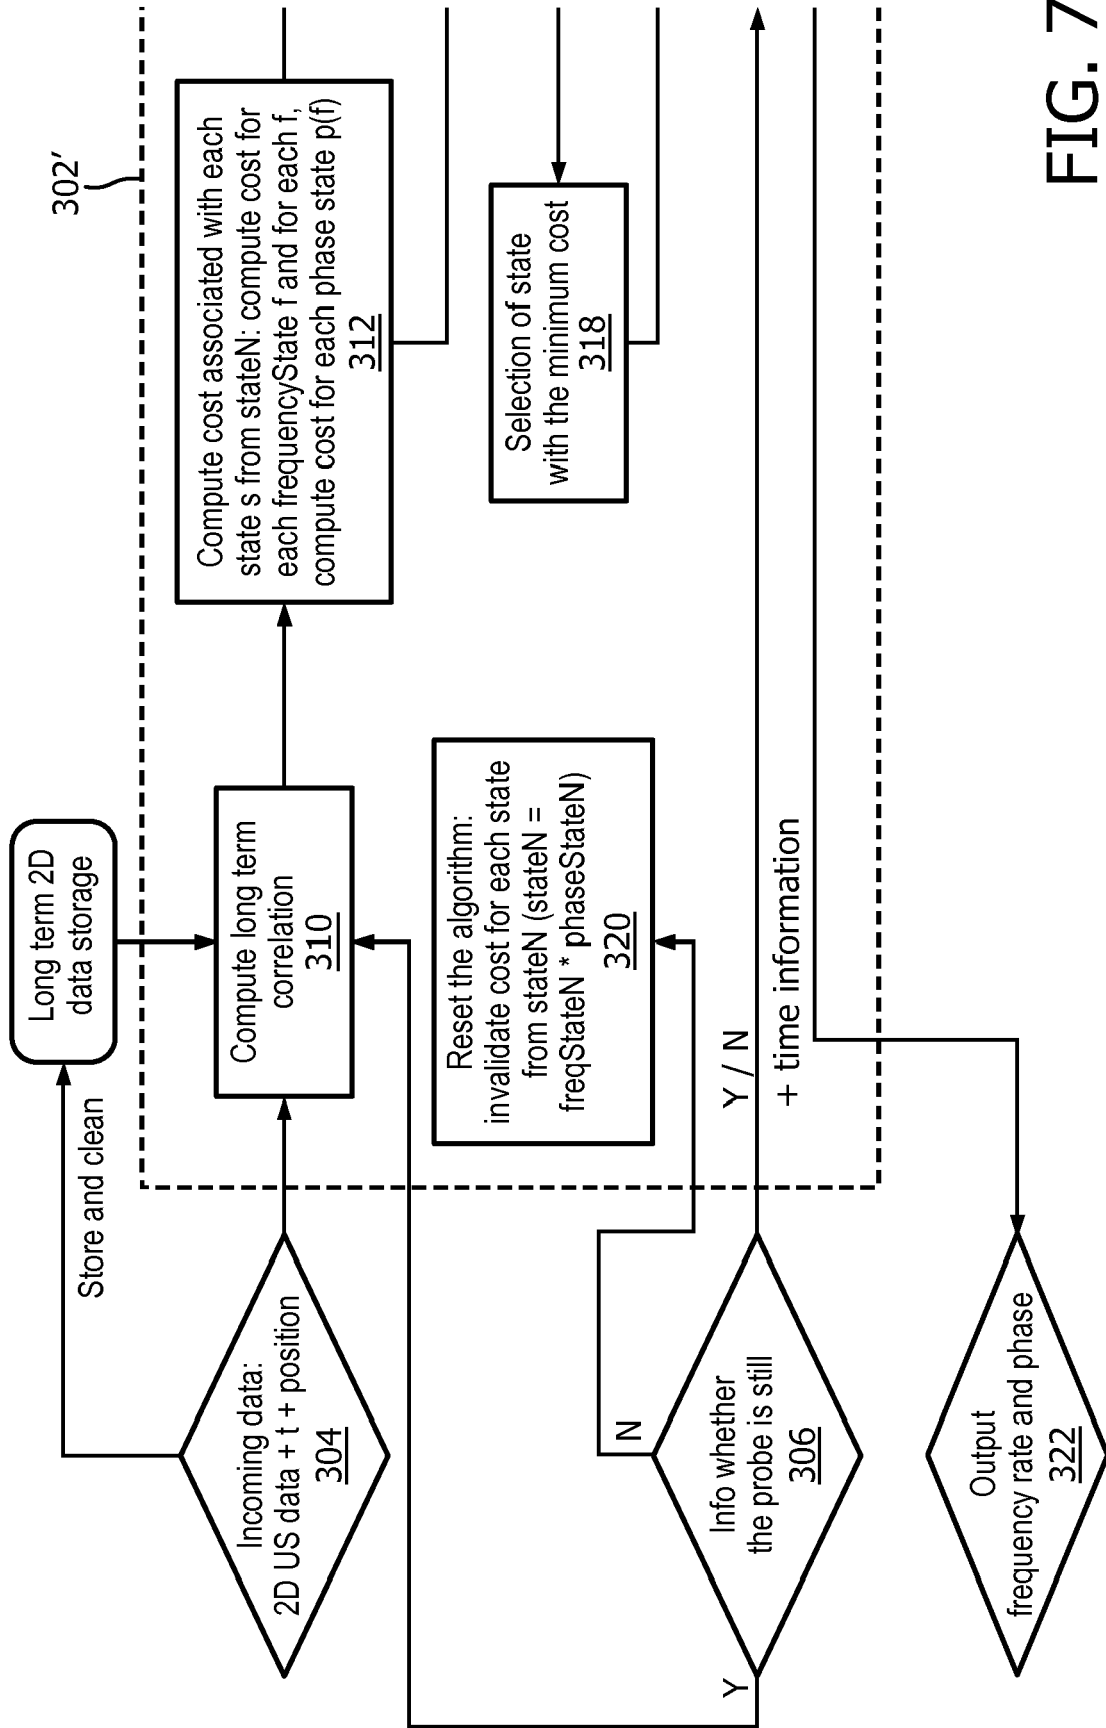 302'
Long term 2D
data storage
Store and clean
Incoming data:
2D US data + t + position
304
Compute long term
correlation
310
Compute cost associated with each
state s from stateN: compute cost for
each frequencyState f and for each f,
compute cost for each phase state p(f)
312
Reset the algorithm:
invalidate cost for each state
from stateN (stateN =
freqStateN * phaseStateN)
320
Selection of state
with the minimum cost
318
Y
N
Info whether
the probe is still
306
Y / N
+ time information
Output
frequency rate and phase
322
FIG. 7